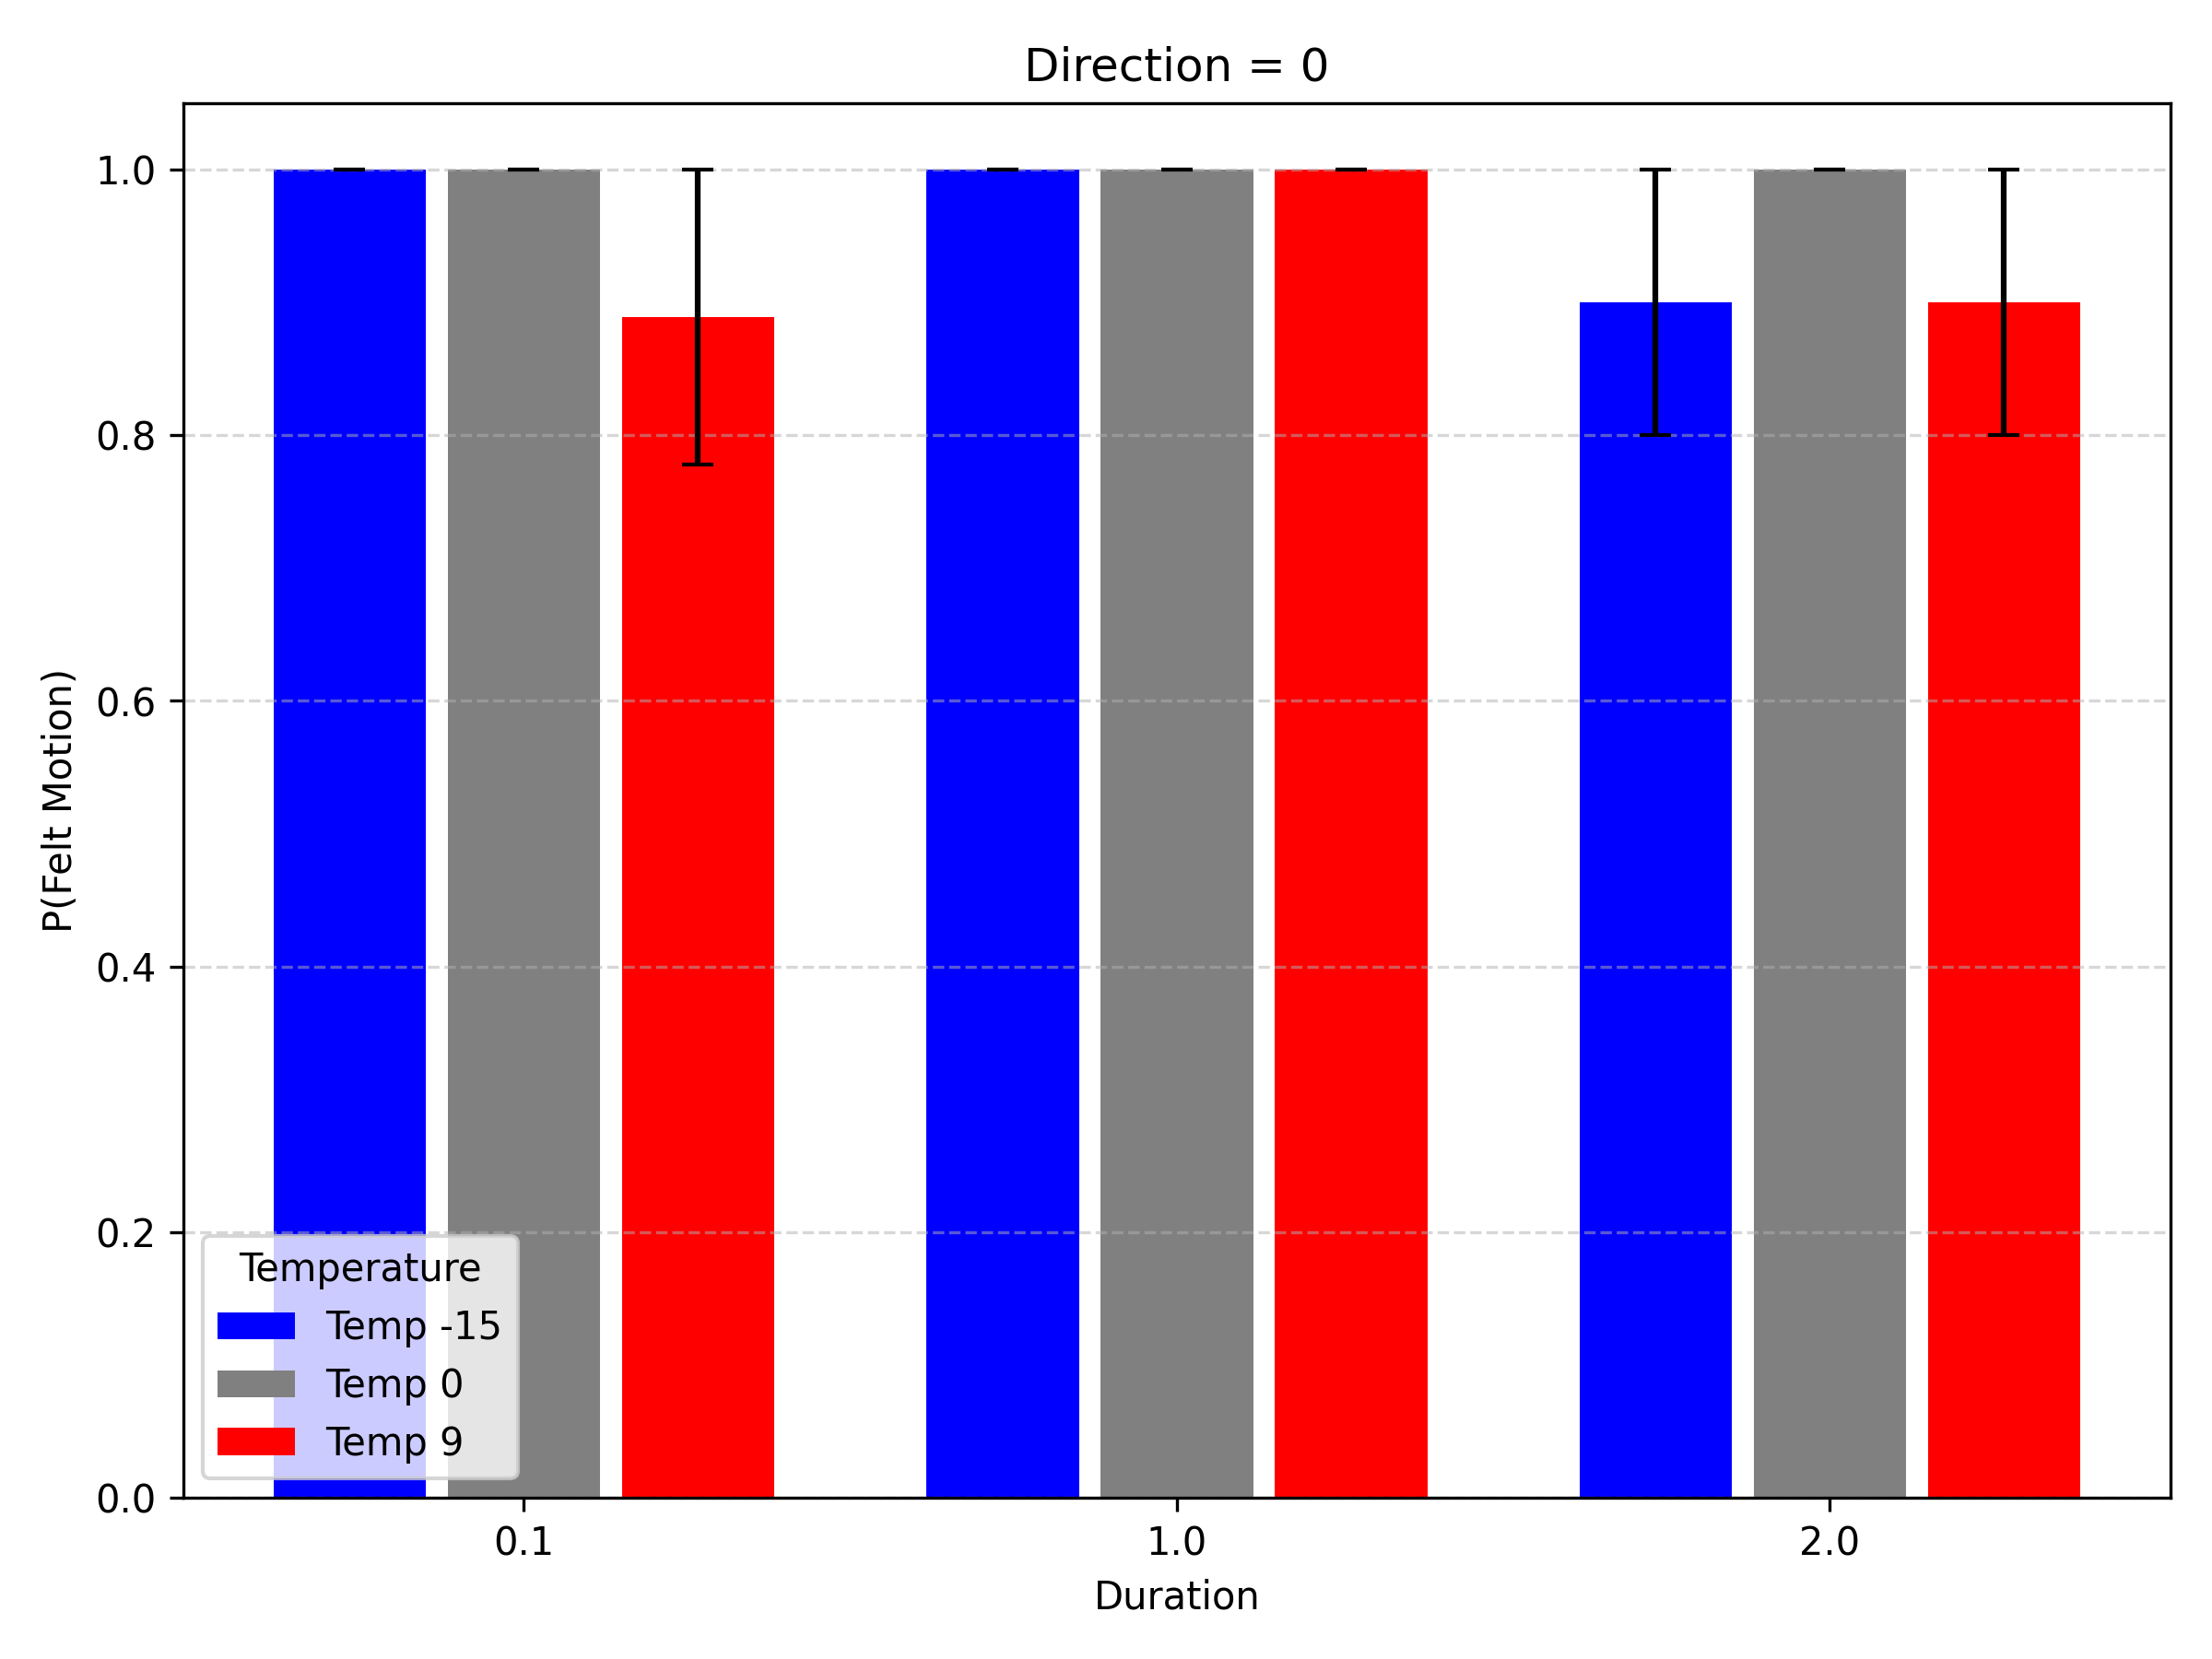 Direction = 0
P(Felt Motion)
1.0
0.8
0.6
0.4
0.2
0.0
Temperature
Temp -15
Temp 0
Temp 9
0.1
1.0
2.0
Duration